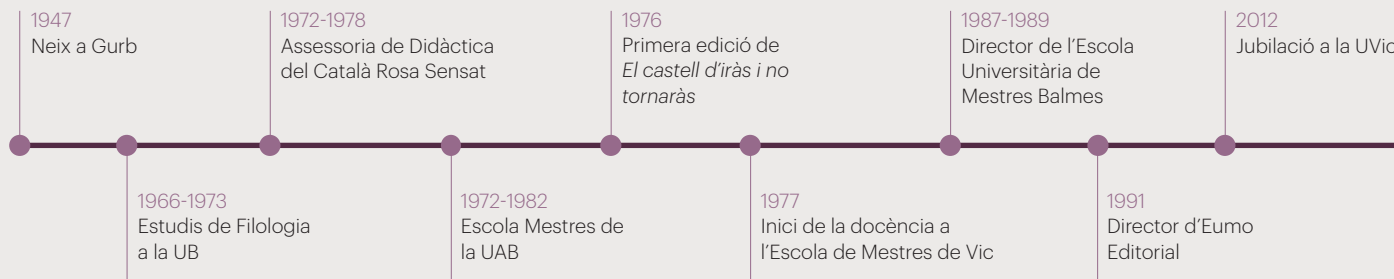 1947
Neix a Gurb
1972-1978
Assessoria de Didàctica
del Català Rosa Sensat
1976
Primera edició de
El castell d'iràs i no
tornaràs
1987-1989
Director de l'Escola
Universitària de
Mestres Balmes
2012
Jubilació a la UVic
1966-1973
Estudis de Filologia
a la UB
1972-1982
Escola Mestres de
la UAB
1977
Inici de la docència a
l'Escola de Mestres de Vic
1991
Director d'Eumo
Editorial